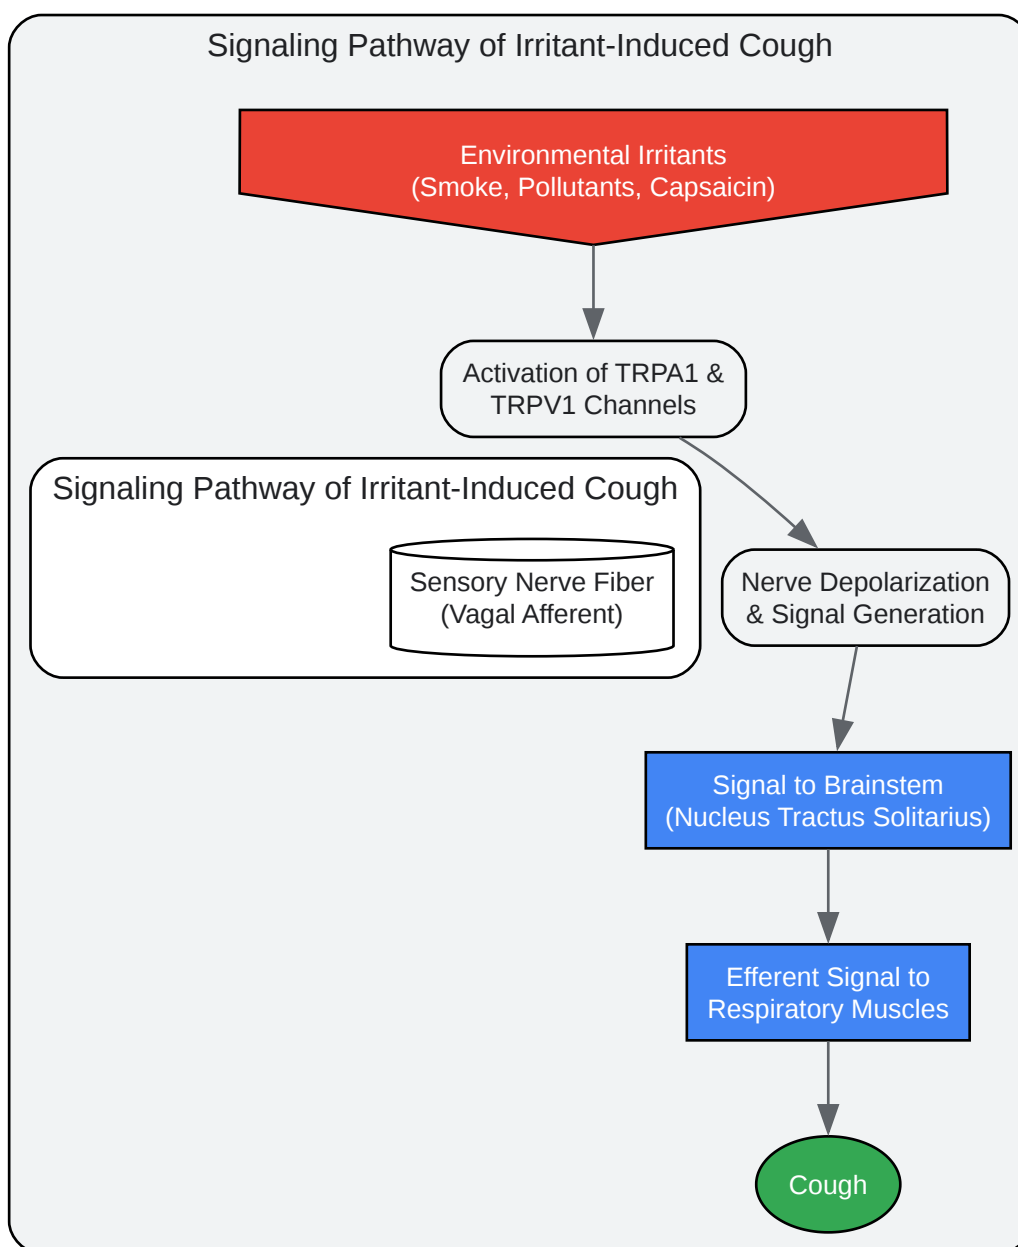 Signaling Pathway of Irritant-Induced Cough
Environmental Irritants
(Smoke, Pollutants, Capsaicin)
Activation of TRPA1 &
TRPV1 Channels
Signaling Pathway of Irritant-Induced Cough
Sensory Nerve Fiber
(Vagal Afferent)
Nerve Depolarization
& Signal Generation
Signal to Brainstem
(Nucleus Tractus Solitarius)
Efferent Signal to
Respiratory Muscles
Cough